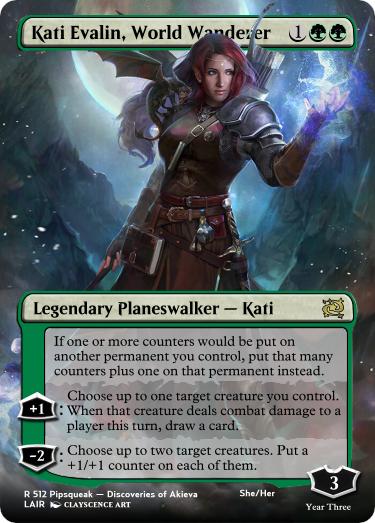 Kati Evalin, World Wanderer 1
Legendary Planeswalker — Kati
If one or more counters would be put on
another permanent you control, put that many
counters plus one on that permanent instead.
+1: Choose up to one target creature you control.
When that creature deals combat damage to a
player this turn, draw a card.
-2: Choose up to two target creatures. Put a
+1/+1 counter on each of them.
3
R 512 Pipsqueak — Discoveries of Akieva She/Her
LAIR CLAYSCENCE ART Year Three